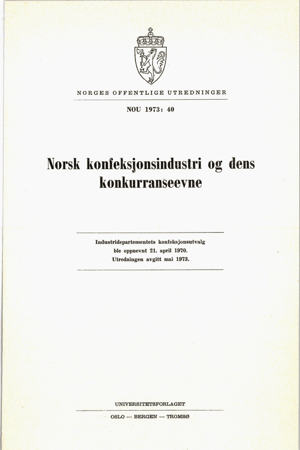 NORGES OFFENTLIGE UTREDNINGER
NOU 1973: 40
Norsk konfeksjonsindustri og dens
konkurranseevne
Industridepartementets konfeksjonsutvalg
ble oppnevnt 21. april 1970.
Utredningen avgitt mai 1973.
UNIVERSITETSFORLAGET
OSLO — BERGEN — TROMSØ